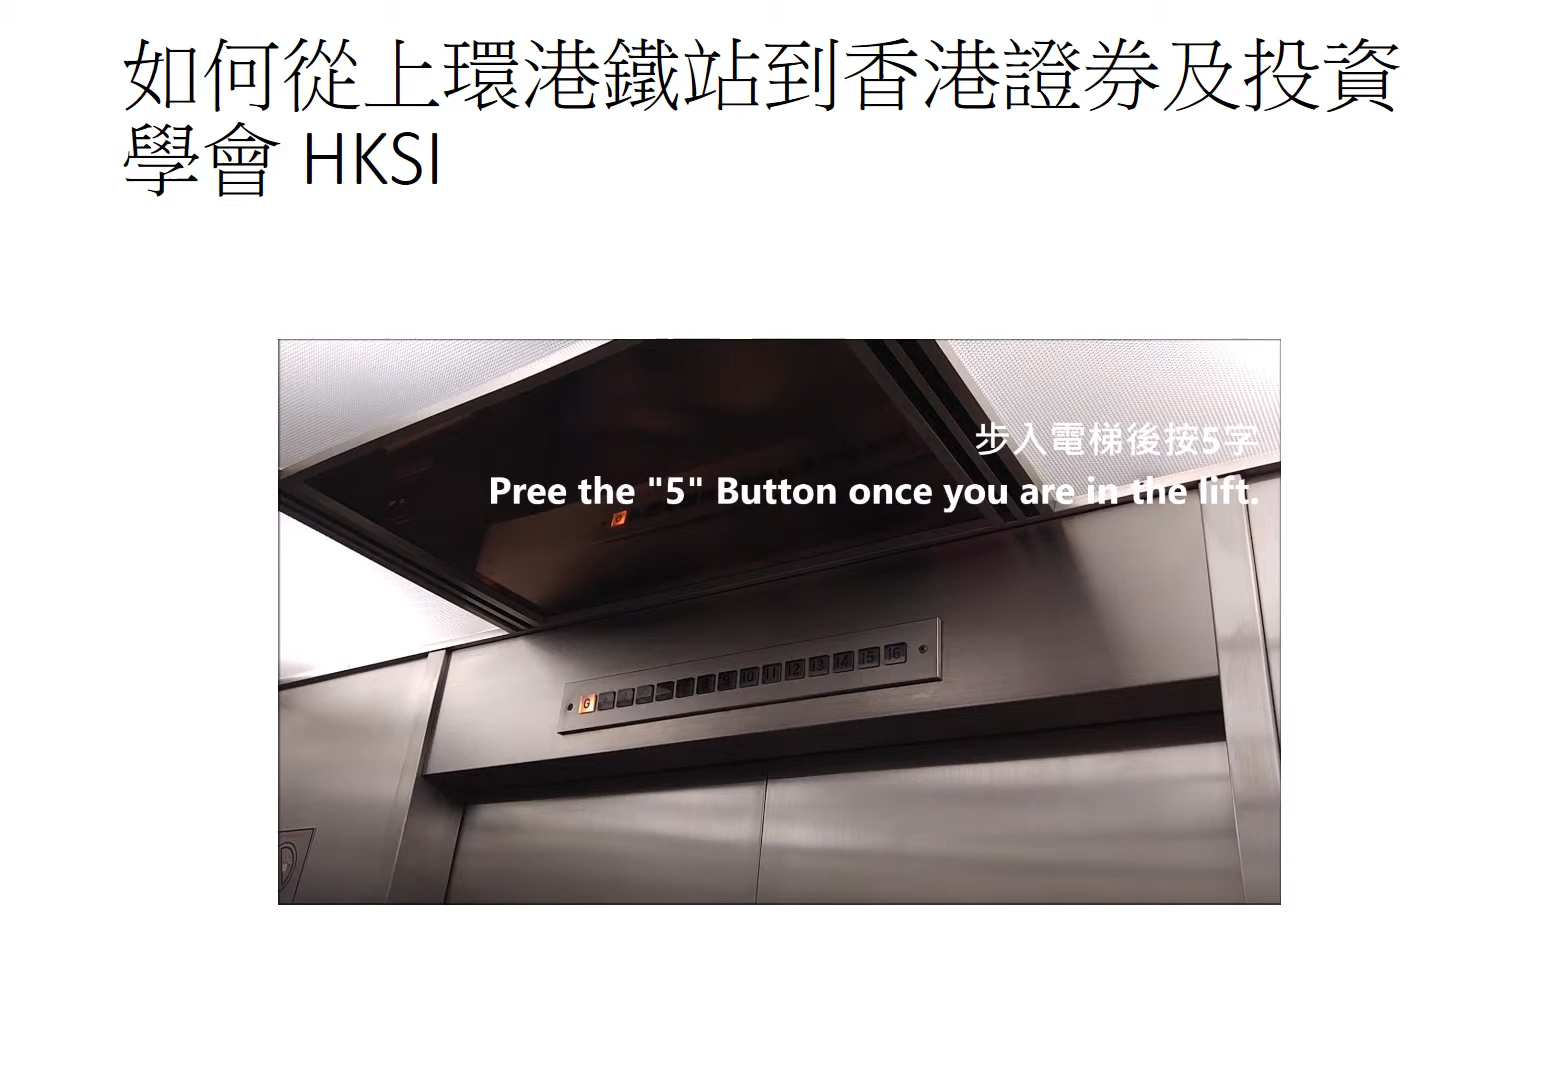 如何從上環港鐵站到香港證券及投資
學會 HKSI
步入電梯後按5字
Pree the "5" Button once you are in the lift.
G 10 11 12 13 14 15 16